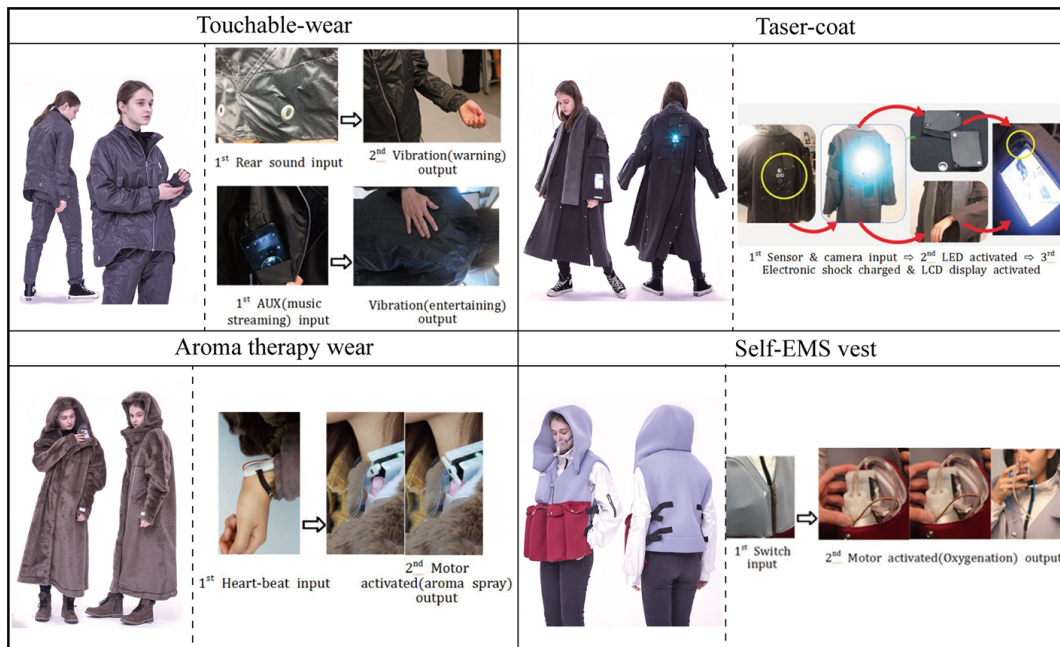 Touchable-wear
1st Rear sound input
2nd Vibration(warning)
output
1st AUX(music
streaming) input
Vibration(entertaining)
output
Taser-coat
1st Sensor & camera input ⇨ 2nd LED activated ⇨ 3rd
Electronic shock charged & LCD display activated
Aroma therapy wear
1st Heart-beat input
2nd Motor
activated(aroma spray)
output
Self-EMS vest
1st Switch
input
2nd Motor activated(Oxygenation) output